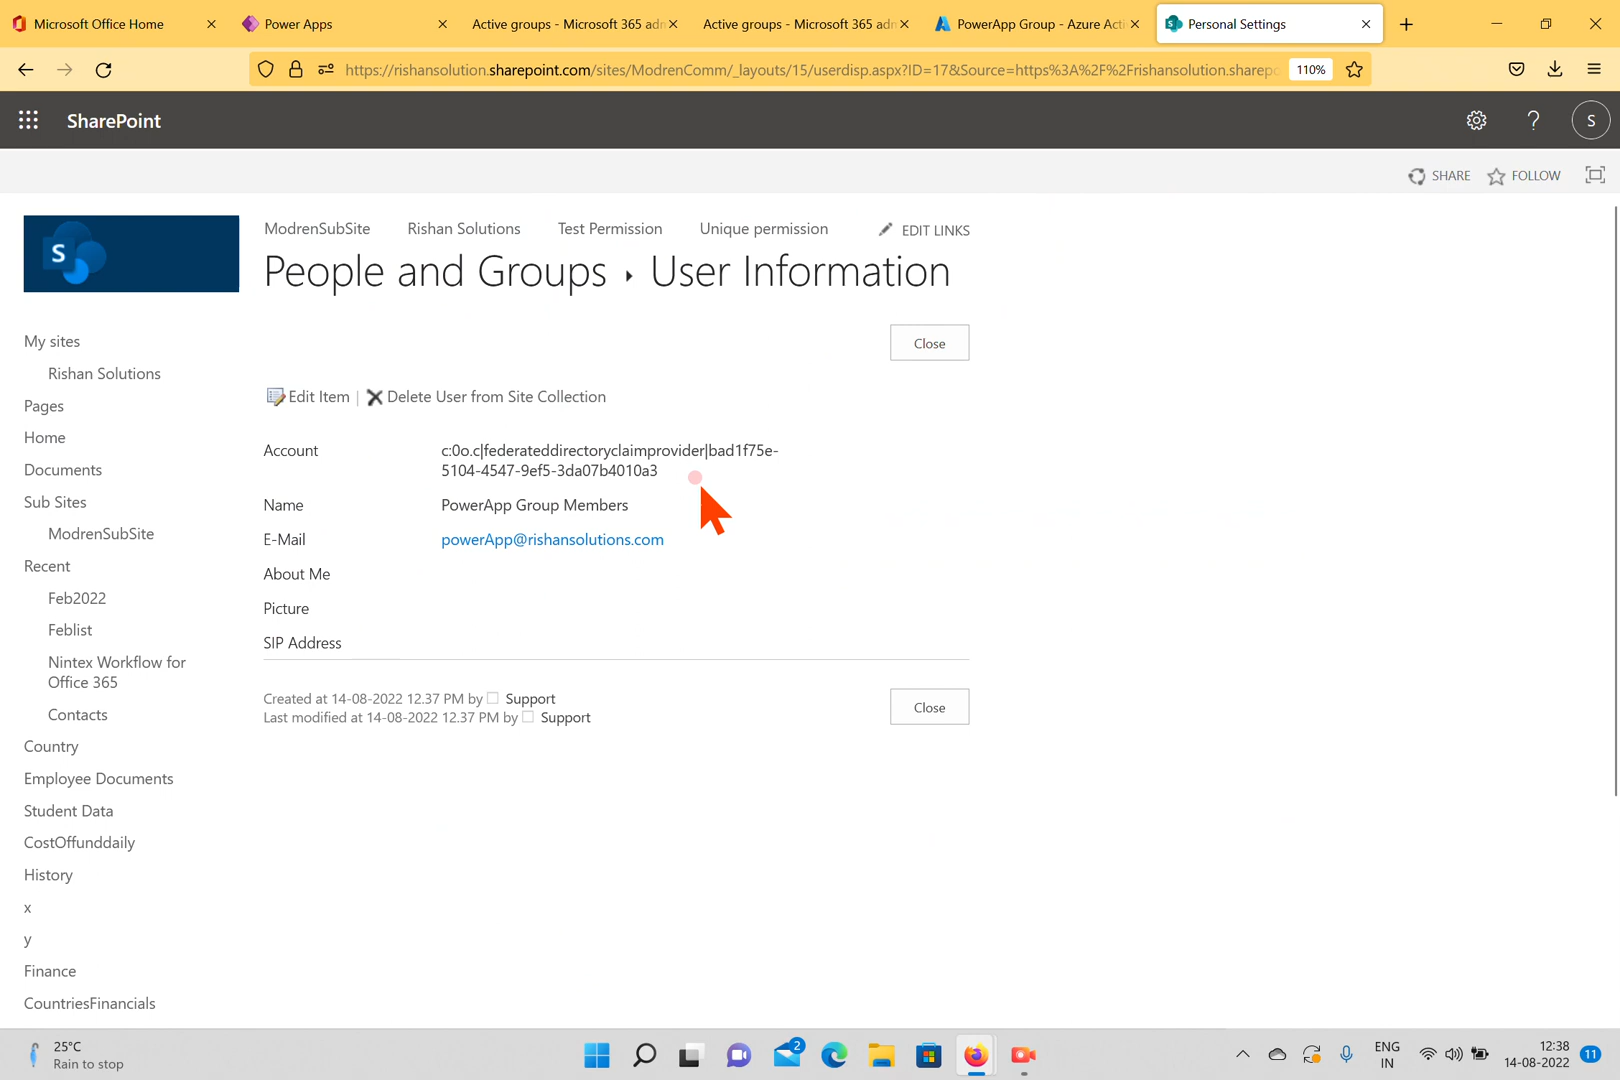 Microsoft Office Home
Power Apps
Active groups - Microsoft 365 adm
Active groups - Microsoft 365 adm
PowerApp Group - Azure Acti
Personal Settings
https://rishansolution.sharepoint.com/sites/ModrenComm/_layouts/15/userdisp.aspx?ID=17&Source=https%3A%2F%2Frishansolution.sharepo
110%
SharePoint
S
SHARE
FOLLOW
S
ModrenSubSite
Rishan Solutions
Test Permission
Unique permission
EDIT LINKS
People and Groups ▸ User Information
My sites
Rishan Solutions
Pages
Home
Documents
Sub Sites
ModrenSubSite
Recent
Feb2022
Feblist
Nintex Workflow for
Office 365
Contacts
Country
Employee Documents
Student Data
CostOffunddaily
History
x
y
Finance
CountriesFinancials
Close
Edit Item | Delete User from Site Collection
Account
c:0o.c|federateddirectoryclaimprovider|bad1f75e-
5104-4547-9ef5-3da07b4010a3
Name
PowerApp Group Members
E-Mail
powerApp@rishansolutions.com
About Me
Picture
SIP Address
Created at 14-08-2022 12.37 PM by Support
Last modified at 14-08-2022 12.37 PM by Support
Close
25°C
Rain to stop
2
ENG
IN
12:38
14-08-2022
11